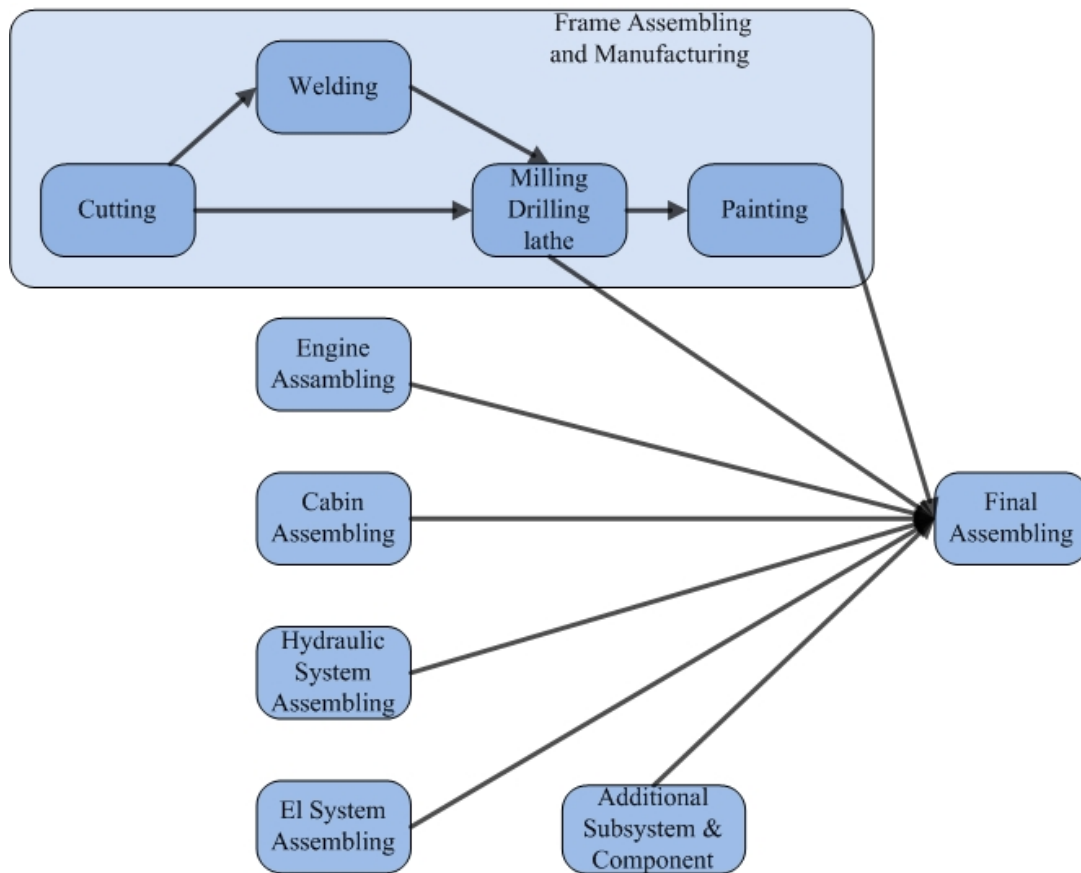 Frame Assembling
and Manufacturing
Welding
Cutting
Milling
Drilling
lathe
Painting
Engine
Assambling
Cabin
Assembling
Final
Assembling
Hydraulic
System
Assembling
El System
Assembling
Additional
Subsystem &
Component